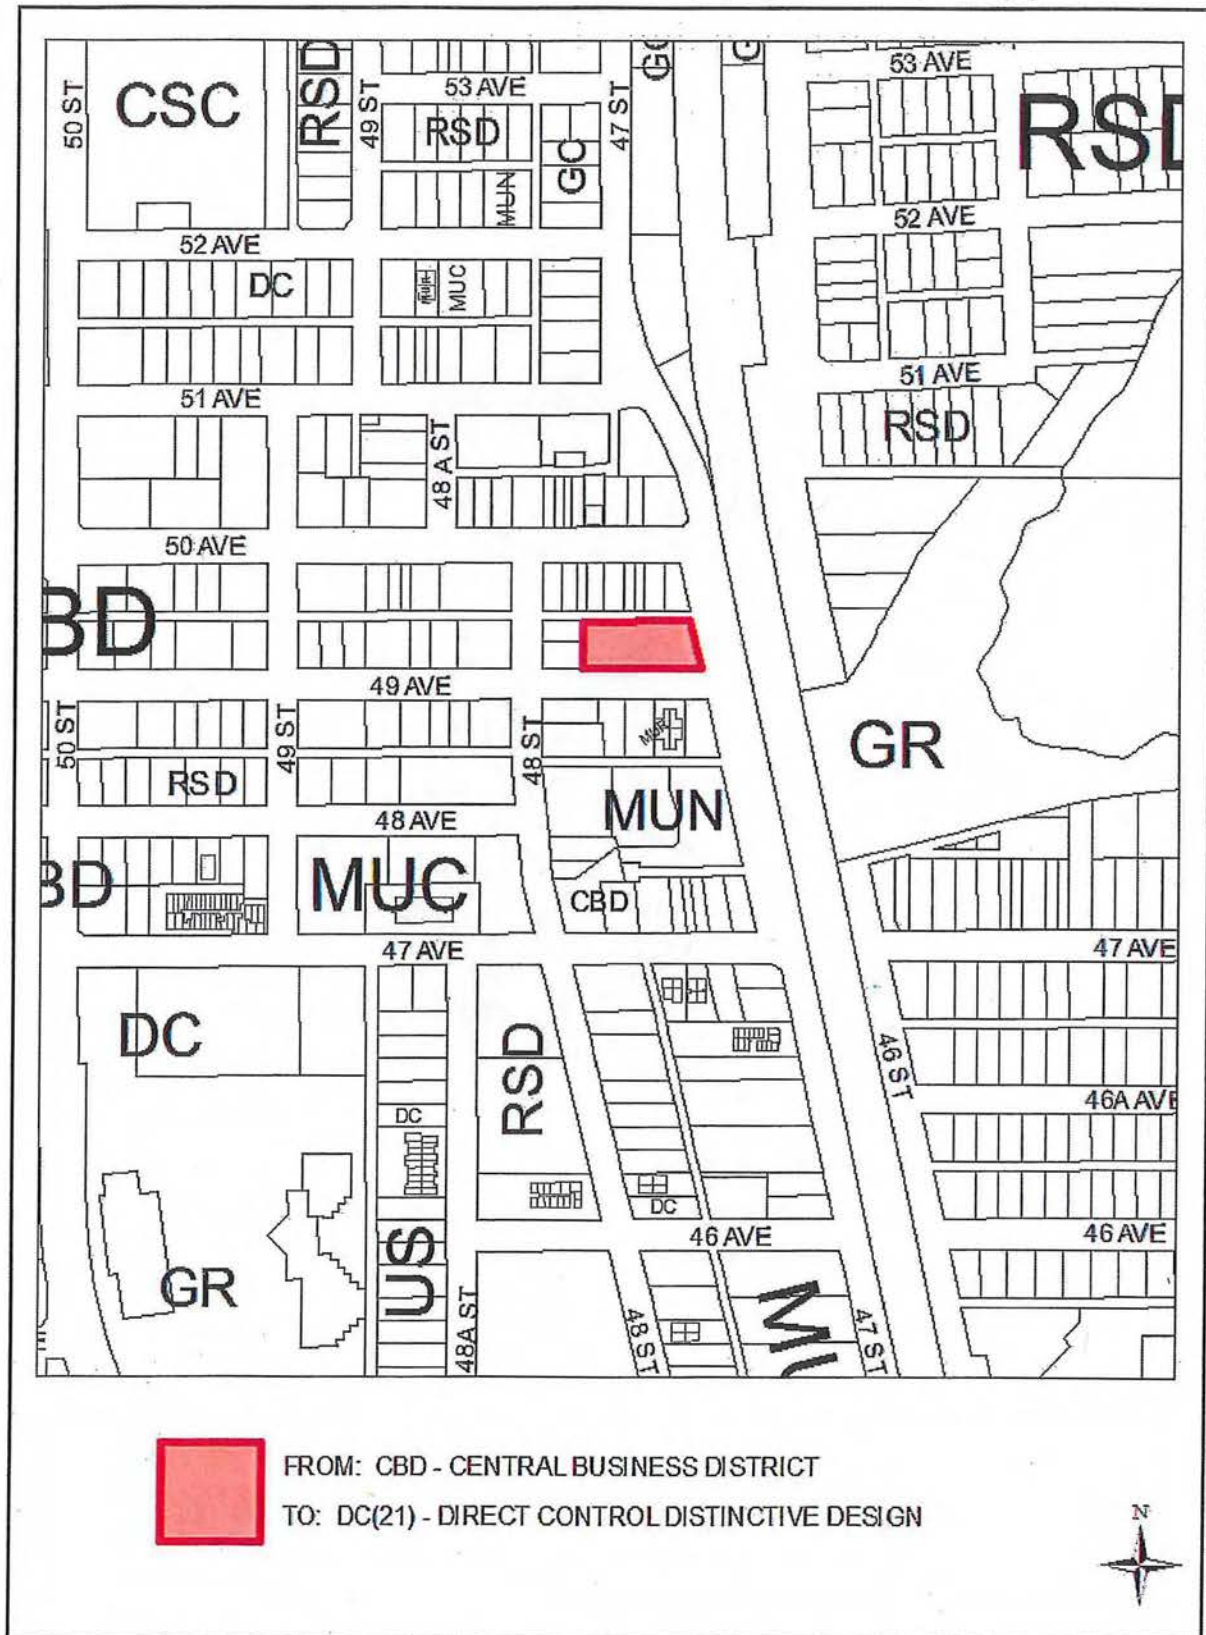 CSC
RSD
50 ST
49 ST
53 AVE
RSD
MUN
GC
47 ST
GC
53 AVE
RSD
52 AVE
52 AVE
DC
MUC
51 AVE
51 AVE
RSD
48 A ST
50 AVE
BD
49 AVE
50 ST
49 ST
48 ST
RSD
MUR
GR
MUN
48 AVE
BD
MUC
CBD
47 AVE
47 AVE
DC
RSD
46 ST
46A AVE
DC
DC
46 AVE
46 AVE
GR
US
48A ST
48 ST
MU
47 ST
FROM: CBD - CENTRAL BUSINESS DISTRICT
TO: DC(21) - DIRECT CONTROL DISTINCTIVE DESIGN
N